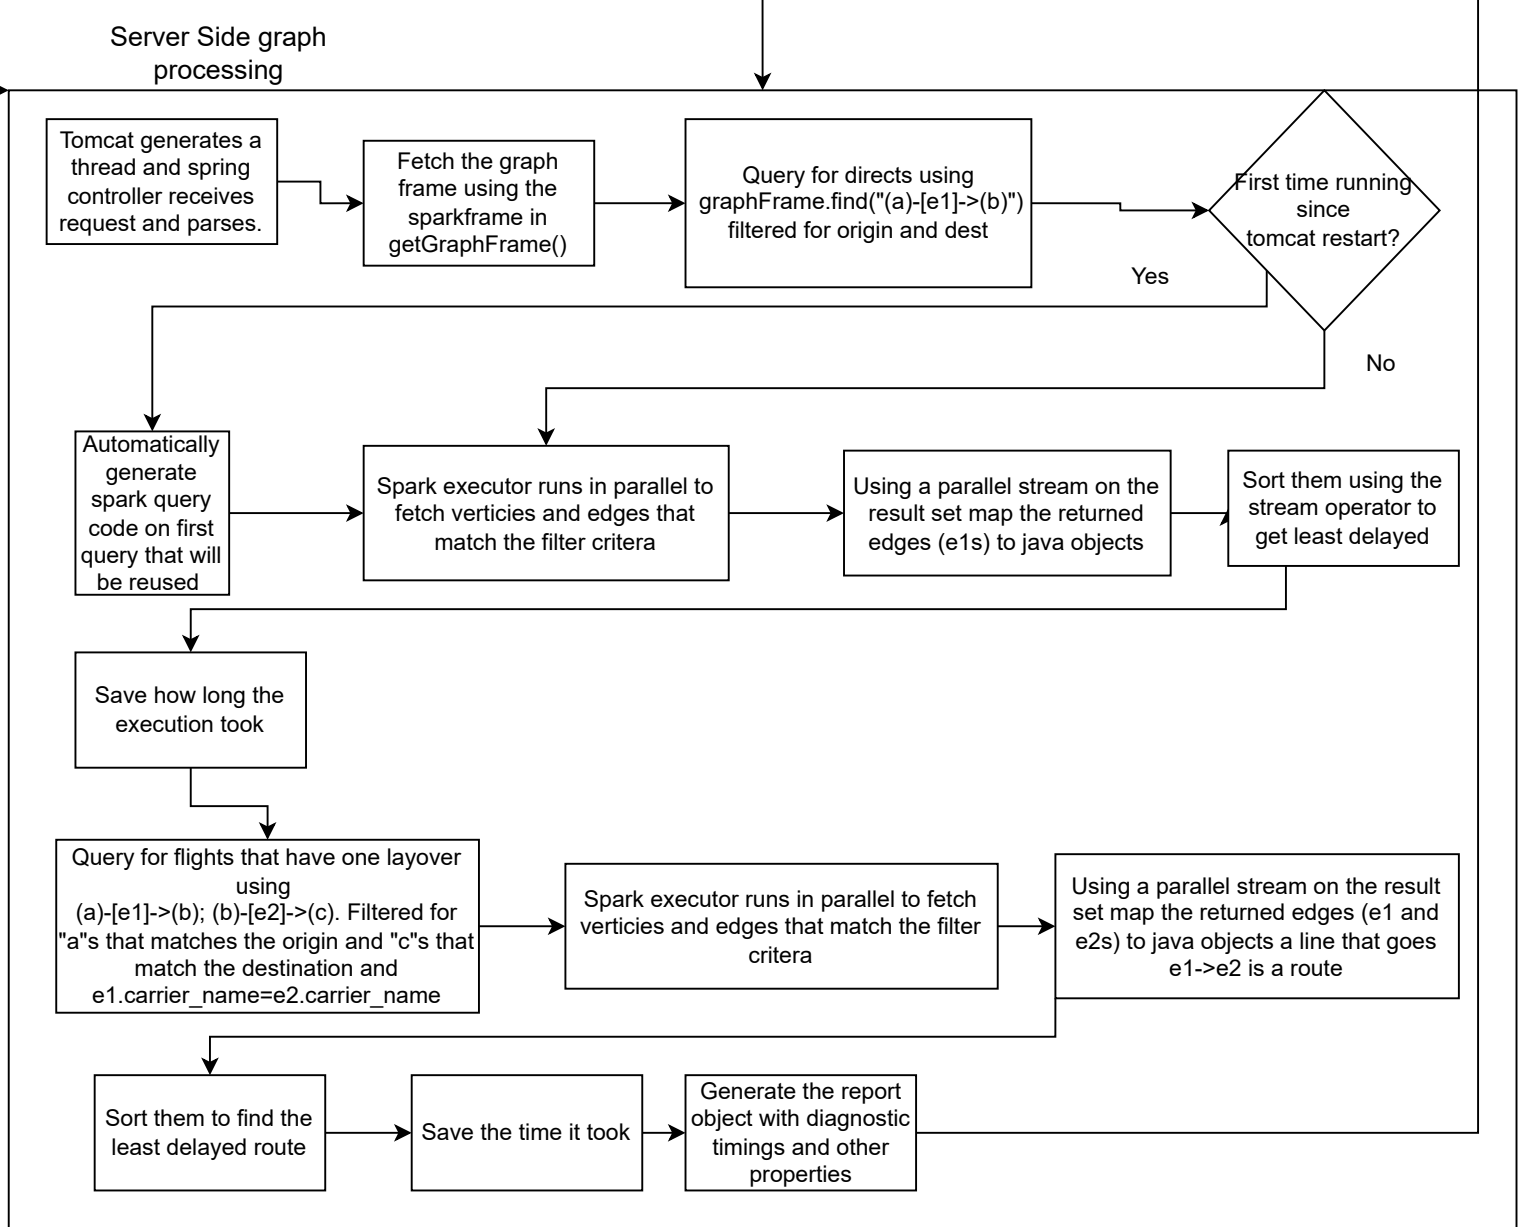 Server Side graph
processing
Tomcat generates a
thread and spring
controller receives
request and parses.
Fetch the graph
frame using the
sparkframe in
getGraphFrame()
Query for directs using
graphFrame.find("(a)-[e1]->(b)")
filtered for origin and dest
First time running
since
tomcat restart?
Yes
No
Automatically
generate
spark query
code on first
query that will
be reused
Spark executor runs in parallel to
fetch verticies and edges that
match the filter critera
Using a parallel stream on the
result set map the returned
edges (e1s) to java objects
Sort them using the
stream operator to
get least delayed
Save how long the
execution took
Query for flights that have one layover
using
(a)-[e1]->(b); (b)-[e2]->(c). Filtered for
"a"s that matches the origin and "c"s that
match the destination and
e1.carrier_name=e2.carrier_name
Spark executor runs in parallel to fetch
verticies and edges that match the filter
critera
Using a parallel stream on the result
set map the returned edges (e1 and
e2s) to java objects a line that goes
e1->e2 is a route
Sort them to find the
least delayed route
Save the time it took
Generate the report
object with diagnostic
timings and other
properties